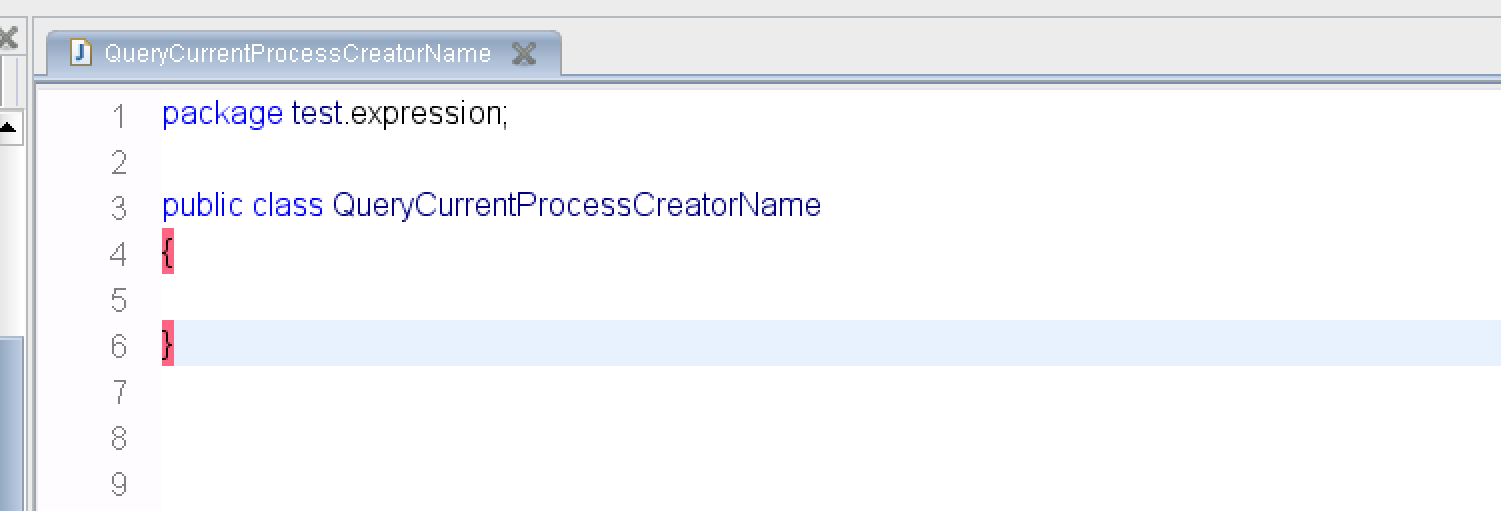 QueryCurrentProcessCreatorName
1 package test.expression;
2
3 public class QueryCurrentProcessCreatorName
4 {
5
6 }
7
8
9